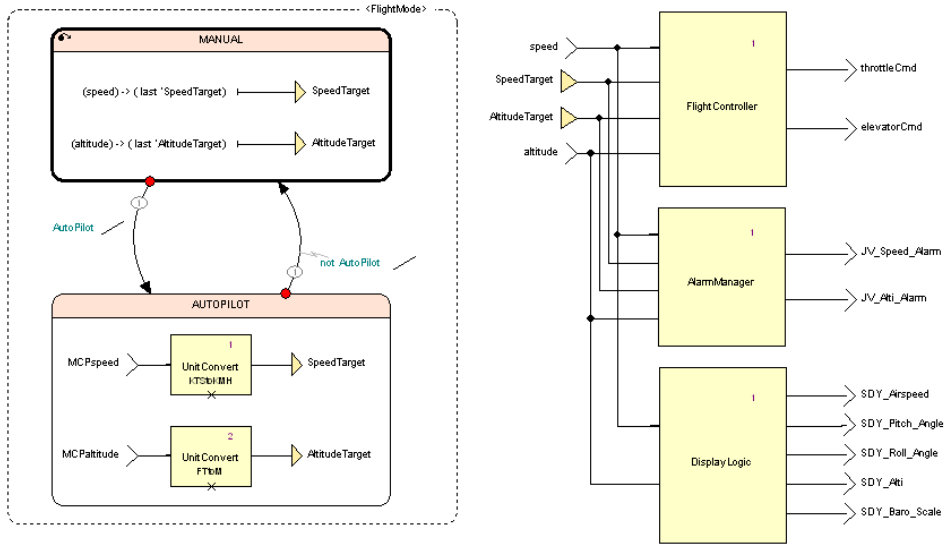 <FlightMode>
MANUAL
(speed) -> ( last 'SpeedTarget)
SpeedTarget
(altitude) -> ( last 'AltitudeTarget)
AltitudeTarget
1
AutoPilot
1
not AutoPilot
AUTOPILOT
MCPspeed
1
UnitConvert
KTStoKMH
SpeedTarget
MCPaltitude
2
UnitConvert
FTtoM
AltitudeTarget
speed
SpeedTarget
AltitudeTarget
altitude
1
FlightController
throttleCmd
elevatorCmd
1
AlarmManager
JV_Speed_Alarm
JV_Alti_Alarm
1
DisplayLogic
SDY_Airspeed
SDY_Pitch_Angle
SDY_Roll_Angle
SDY_Alti
SDY_Baro_Scale